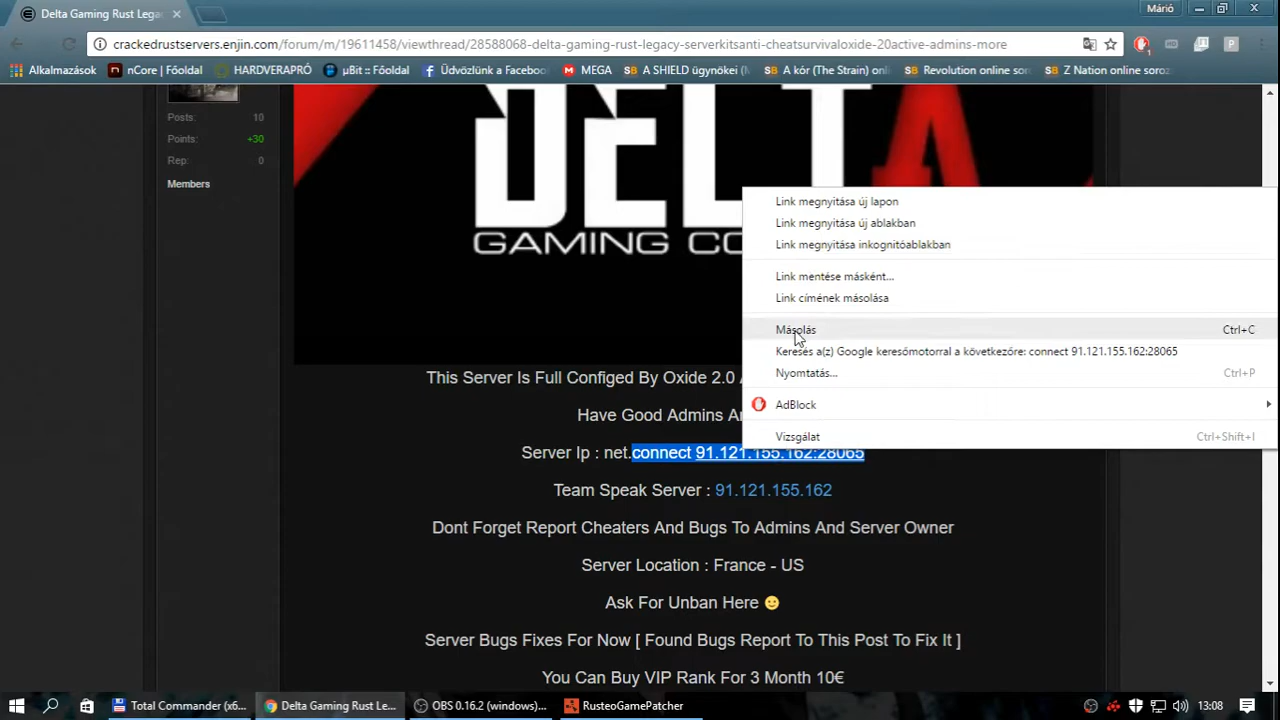 Delta Gaming Rust Lega
Márió
crackedrustservers.enjin.com/forum/m/19611458/viewthread/28588068-delta-gaming-rust-legacy-serverkitsanti-cheatsurvivaloxide-20active-admins-more
Alkalmazások nCore | Főoldal HARDVERAPRÓ µBit :: Főoldal Üdvözlünk a Faceboo MEGA A SHIELD ügynökei ( A kór (The Strain) onl Revolution online sor Z Nation online soroz
Posts: 10
Points: +30
Rep: 0
Members
DELTA
GAMING CO
Link megnyitása új lapon
Link megnyitása új ablakban
Link megnyitása inkognitóablakban
Link mentése másként...
Link címének másolása
Másolás Ctrl+C
Keresés a(z) Google keresőmotorral a következőre: connect 91.121.155.162:28065
Nyomtatás... Ctrl+P
AdBlock
Vizsgálat Ctrl+Shift+I
This Server Is Full Configed By Oxide 2.0
Have Good Admins
Server Ip : net.connect 91.121.155.162:28065
Team Speak Server : 91.121.155.162
Dont Forget Report Cheaters And Bugs To Admins And Server Owner
Server Location : France - US
Ask For Unban Here
Server Bugs Fixes For Now [ Found Bugs Report To This Post To Fix It ]
You Can Buy VIP Rank For 3 Month 10€
Total Commander (x6... Delta Gaming Rust Le... OBS 0.16.2 (windows)... RusteoGamePatcher 13:08